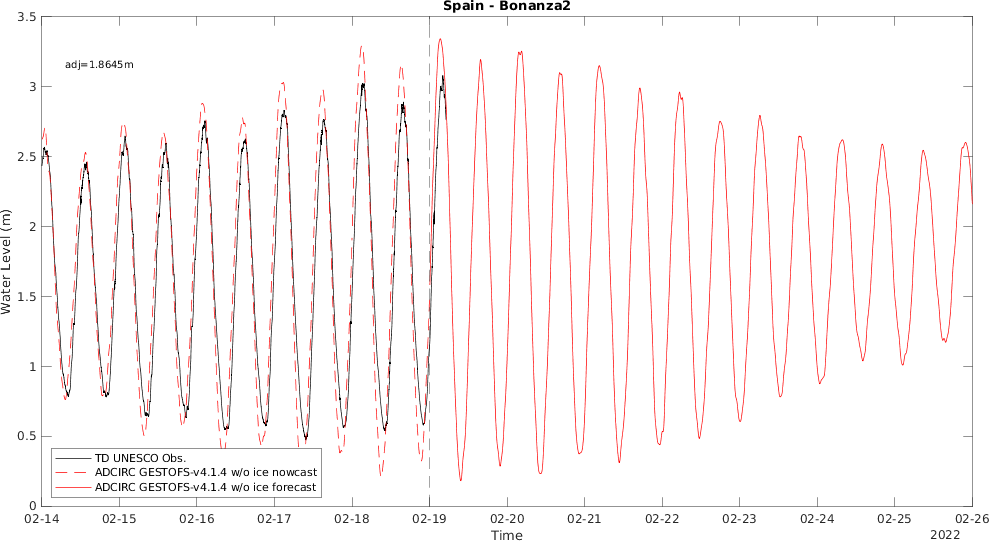 Spain - Bonanza2
3.5
adj=1.8645m
3
2.5
2
Water Level (m)
1.5
1
0.5
TD UNESCO Obs.
ADCIRC GESTOFS-v4.1.4 w/o ice nowcast
ADCIRC GESTOFS-v4.1.4 w/o ice forecast
0
02-14 02-15 02-16 02-17 02-18 02-19 02-20 02-21 02-22 02-23 02-24 02-25 02-26
Time
2022